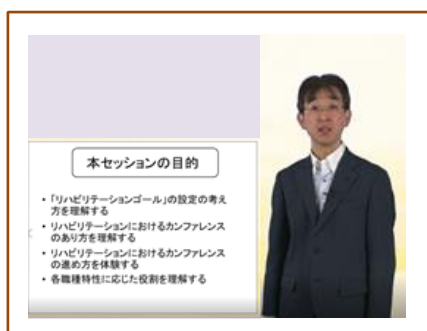 本セッションの目的
・「リハビリテーションゴール」の設定の考え
方を理解する
・リハビリテーションにおけるカンファレンス
のあり方を理解する
・リハビリテーションにおけるカンファレンス
の進め方を体験する
・各職種特性に応じた役割を理解する